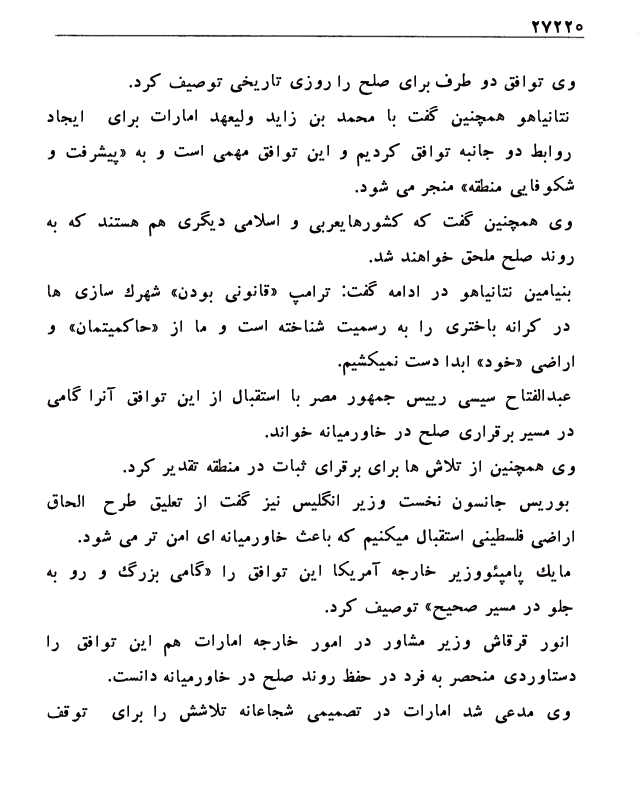 ۲۷۲۲۵
وی توافق دو طرف برای صلح را روزی تاریخی توصیف کرد.
نتانیاهو همچنین گفت با محمد بن زاید ولیعهد امارات برای ایجاد
روابط دو جانبه توافق کردیم و این توافق مهمی است و به «پیشرفت و
شکوفایی منطقه» منجر می شود.
وی همچنین گفت که کشورهایعربی و اسلامی دیگری هم هستند که به
روند صلح ملحق خواهند شد.
بنیامین نتانیاهو در ادامه گفت: ترامپ «قانونی بودن» شهرك سازی ها
در کرانه باختری را به رسمیت شناخته است و ما از «حاکمیتمان» و
اراضی «خود» ابدا دست نمیکشیم.
عبدالفتاح سیسی رییس جمهور مصر با استقبال از این توافق آنرا گامی
در مسیر برقراری صلح در خاورمیانه خواند.
وی همچنین از تلاش ها برای برقرای ثبات در منطقه تقدیر کرد.
بوریس جانسون نخست وزیر انگلیس نیز گفت از تعلیق طرح الحاق
اراضی فلسطینی استقبال میکنیم که باعث خاورمیانه ای امن تر می شود.
مایك پامپئووزیر خارجه آمریکا این توافق را «گامی بزرگ و رو به
جلو در مسیر صحیح» توصیف کرد.
انور قرقاش وزیر مشاور در امور خارجه امارات هم این توافق را
دستاوردی منحصر به فرد در حفظ روند صلح در خاورمیانه دانست.
وی مدعی شد امارات در تصمیمی شجاعانه تلاشش را برای توقف